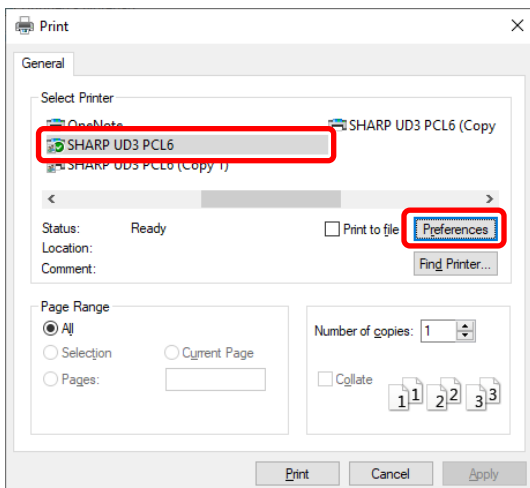 Print
General
Select Printer
OneNote
SHARP UD3 PCL6 (Copy
SHARP UD3 PCL6
SHARP UD3 PCL6 (Copy 1)
Status: Ready
Print to file
Preferences
Location:
Comment:
Find Printer...
Page Range
All
Selection
Current Page
Pages:
Number of copies: 1
Collate
1 1 2 2 3 3
Print
Cancel
Apply